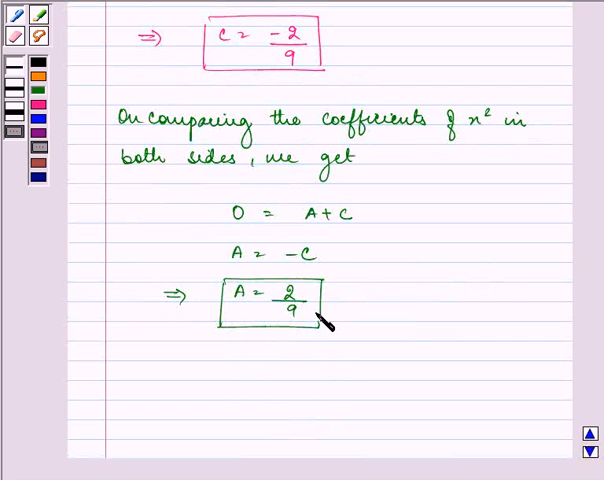 ⇒ C = -2/9
On comparing the coefficients of x² in
both sides, we get
0 = A + C
A = -C
⇒ A = 2/9